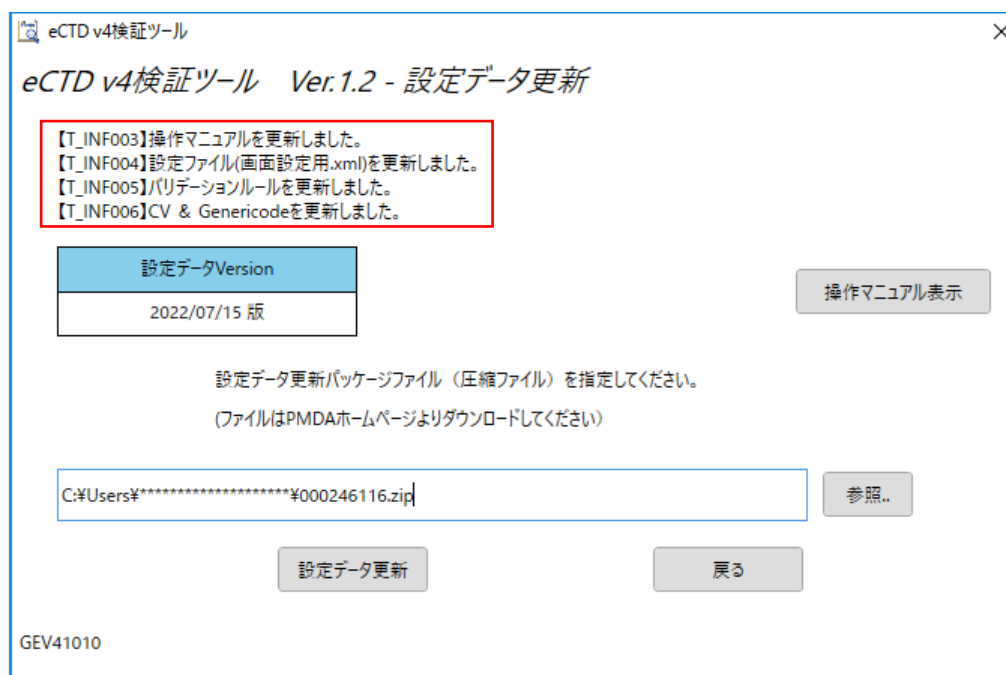 eCTD v4検証ツール
eCTD v4検証ツール　Ver.1.2 - 設定データ更新
【T_INF003】操作マニュアルを更新しました。
【T_INF004】設定ファイル(画面設定用.xml)を更新しました。
【T_INF005】バリデーションルールを更新しました。
【T_INF006】CV & Genericodeを更新しました。
設定データVersion
2022/07/15 版
操作マニュアル表示
設定データ更新パッケージファイル（圧縮ファイル）を指定してください。
(ファイルはPMDAホームページよりダウンロードしてください）
C:¥Users¥********************¥000246116.zip
参照..
設定データ更新
戻る
GEV41010